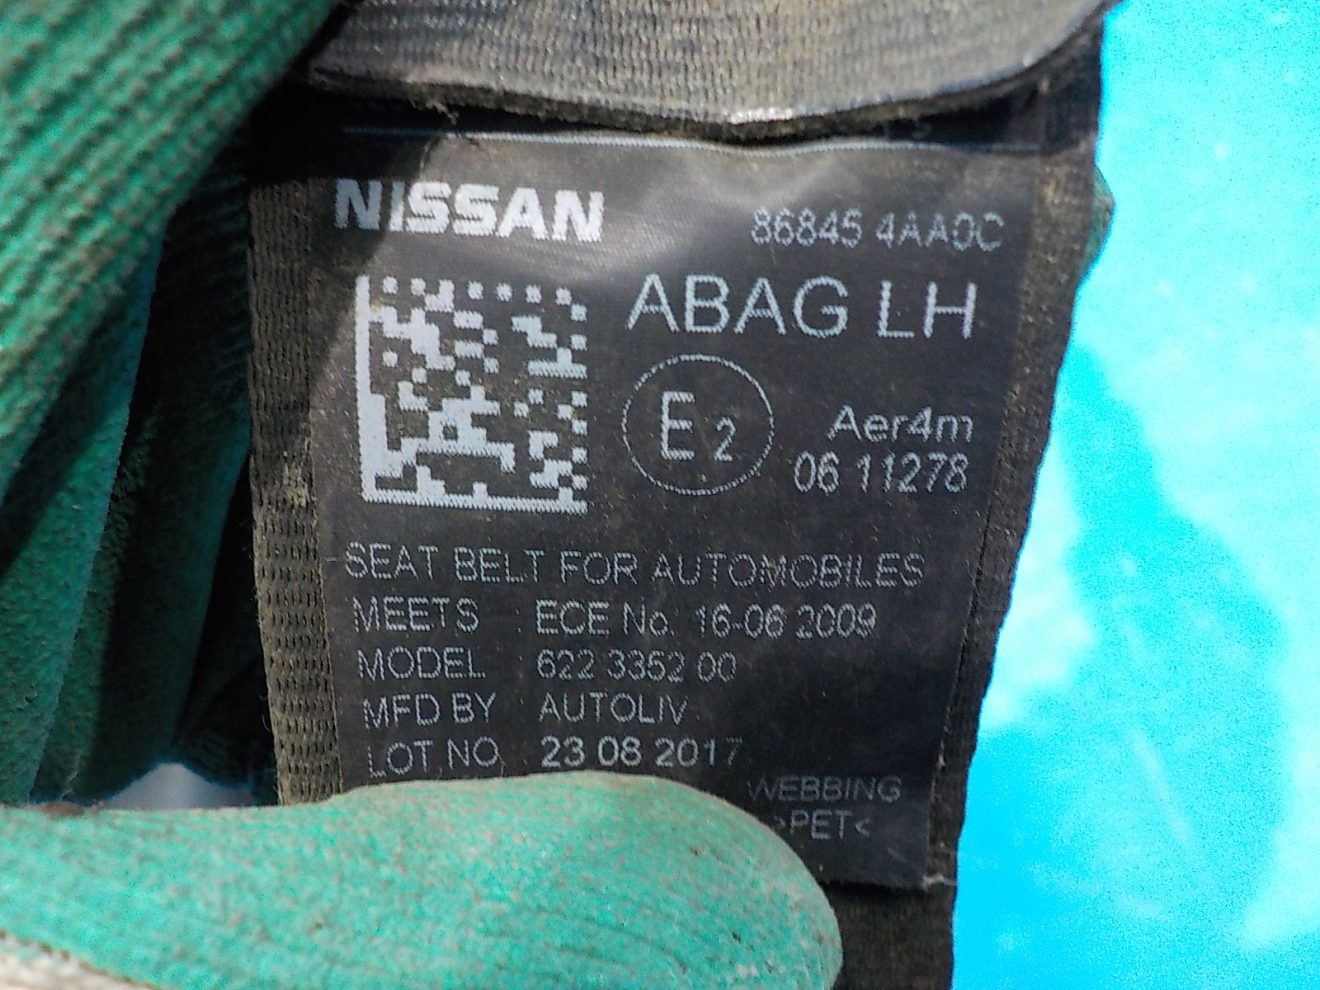 NISSAN
86845 4AA0C
ABAG LH
E2
Aer4m
06 11278
SEAT BELT FOR AUTOMOBILES
MEETS : ECE No. 16-06 2009
MODEL : 622 3352 00
MFD BY : AUTOLIV
LOT NO. 23 08 2017
WEBBING
>PET<